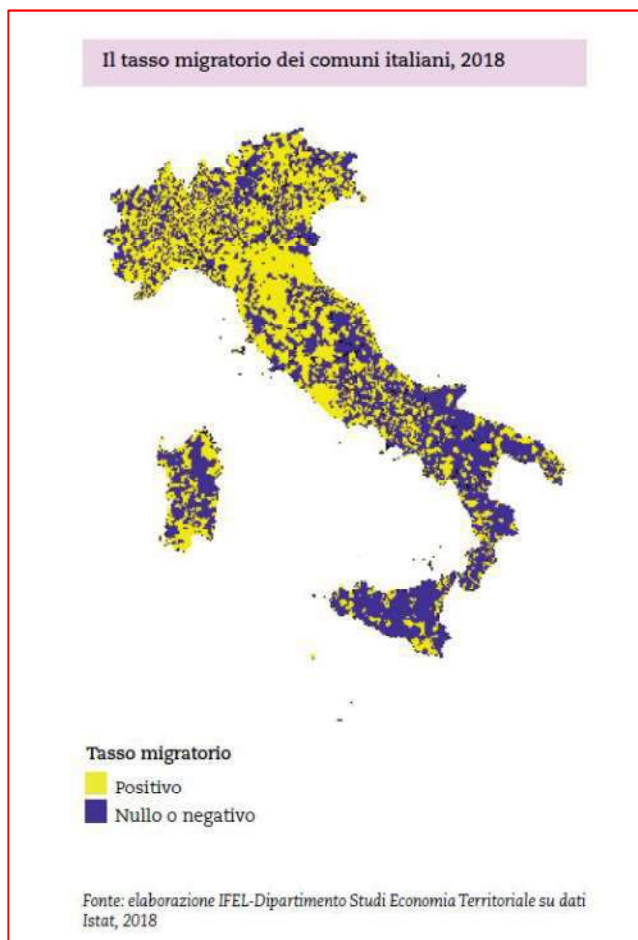 Il tasso migratorio dei comuni italiani, 2018
Tasso migratorio
Positivo
Nullo o negativo
Fonte: elaborazione IFEL-Dipartimento Studi Economia Territoriale su dati
Istat, 2018